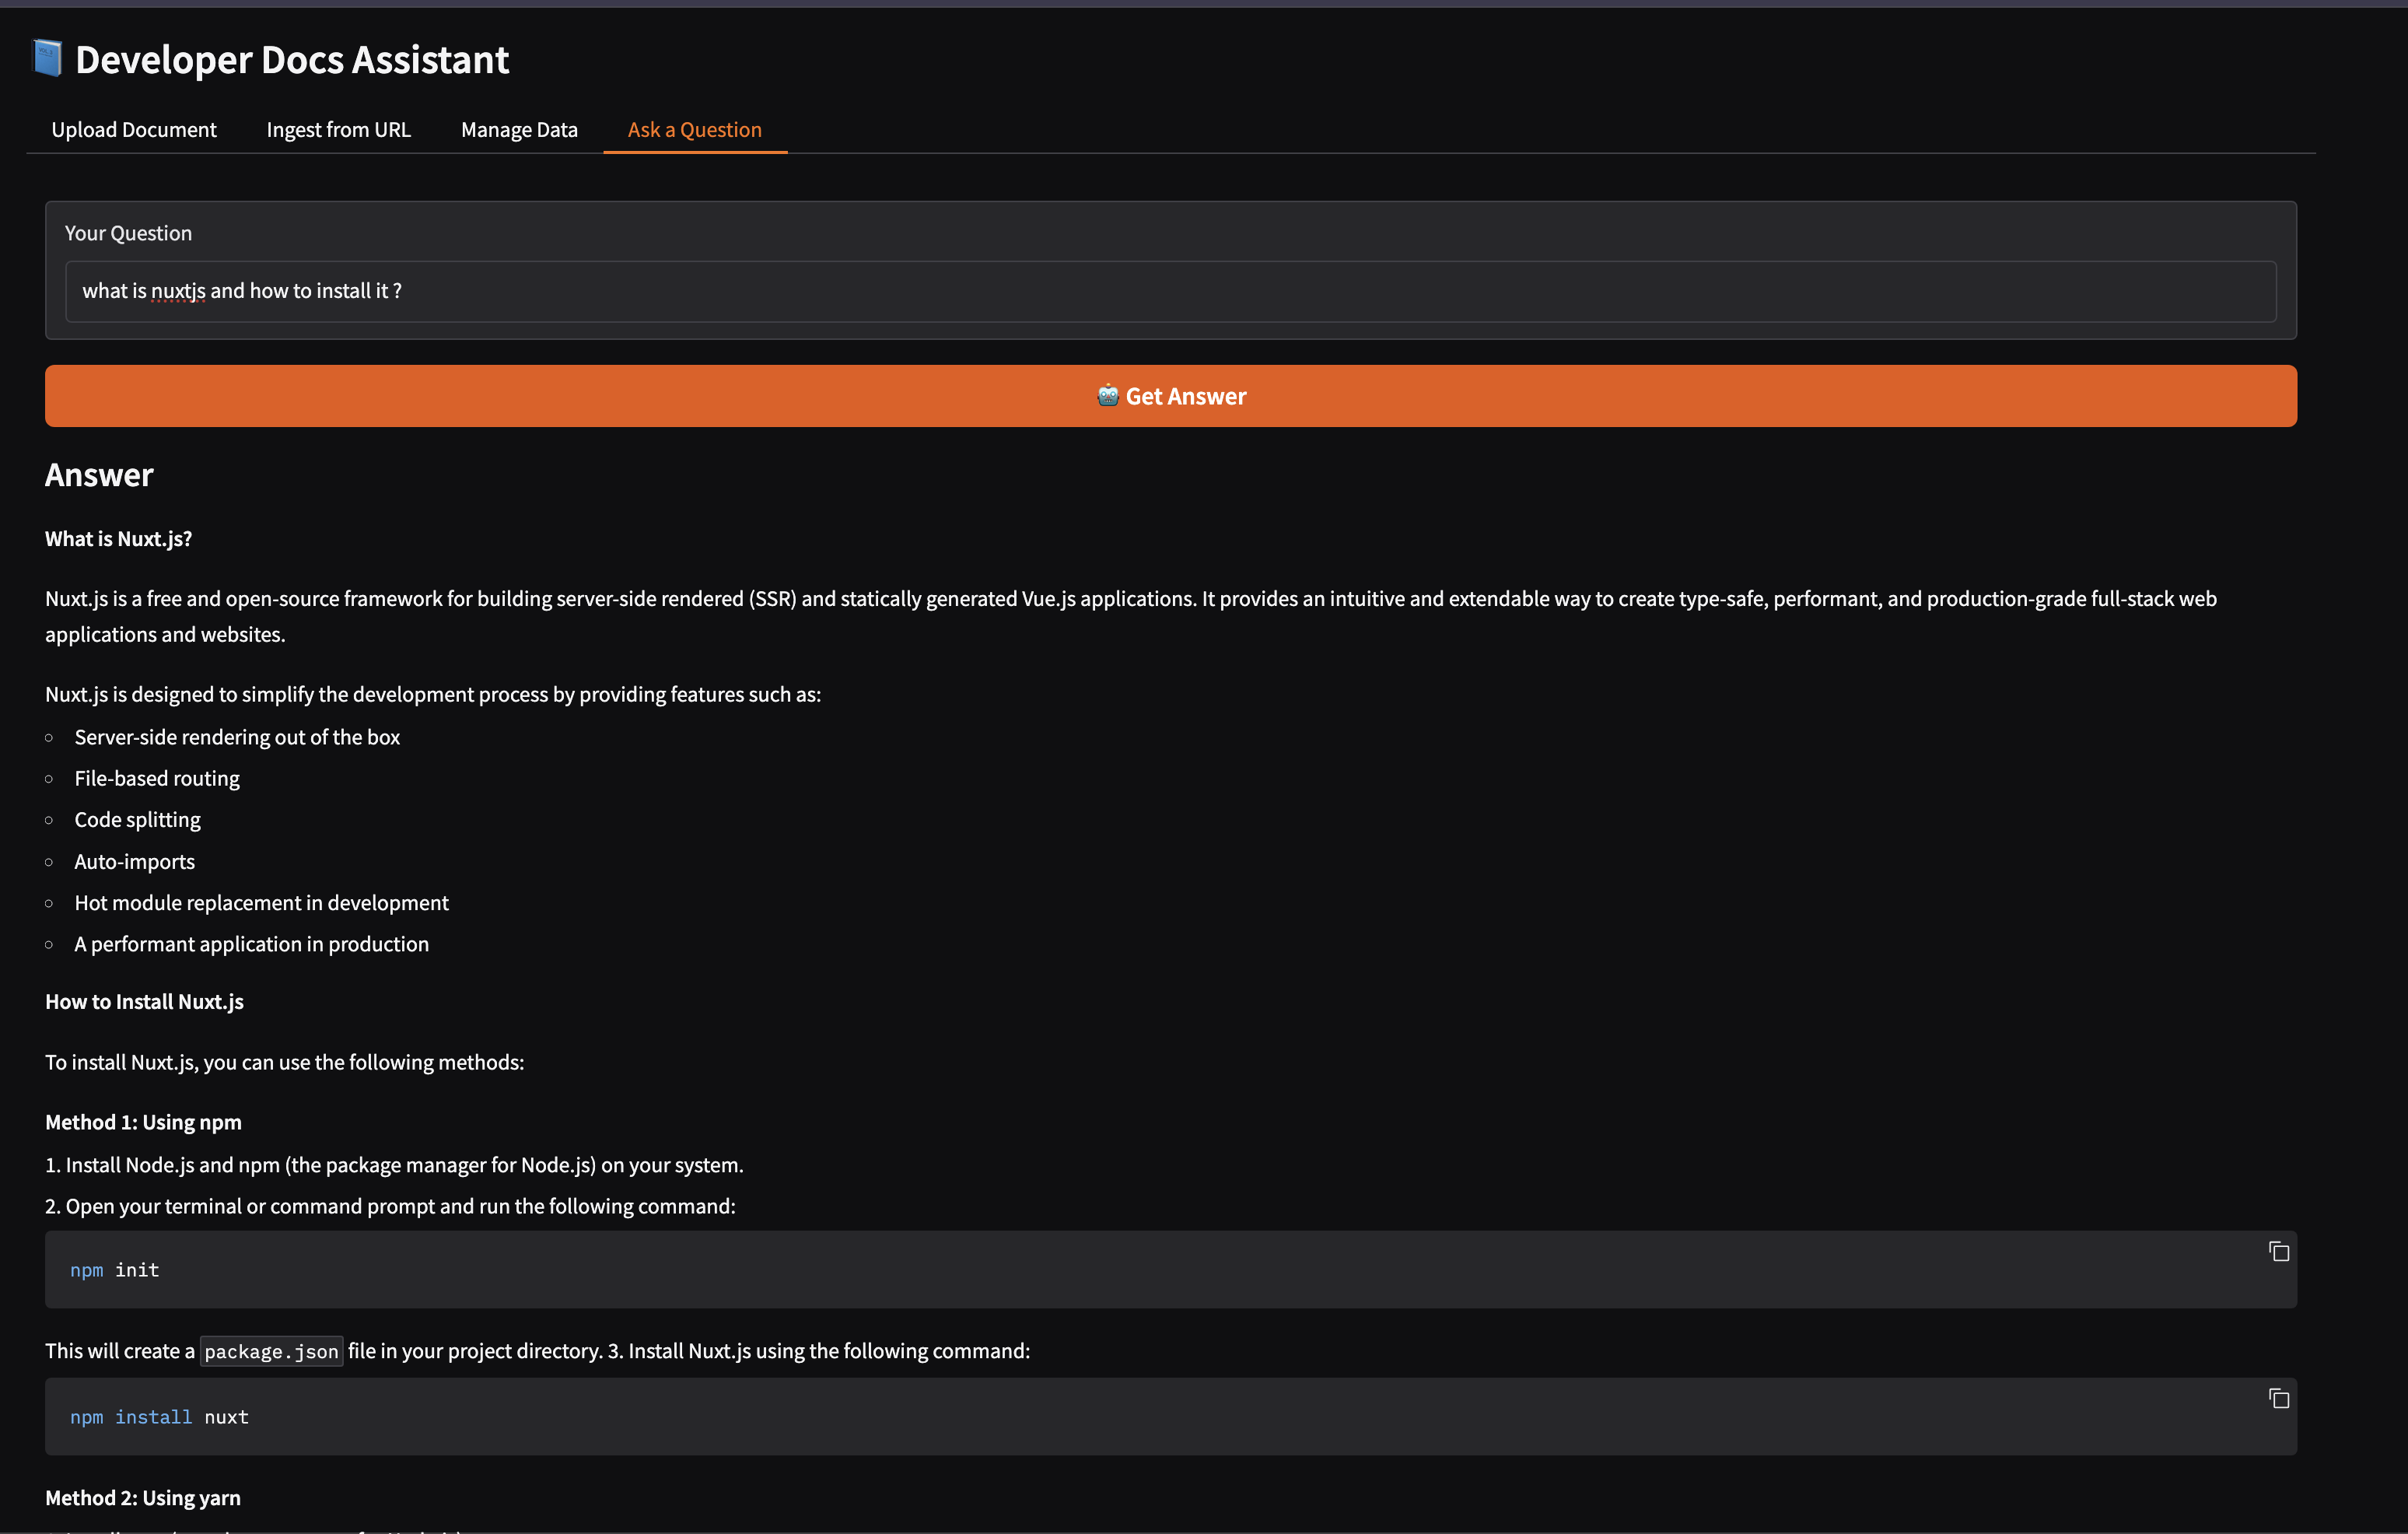 Developer Docs Assistant
Upload Document
Ingest from URL
Manage Data
Ask a Question
Your Question
what is nuxtjs and how to install it ?
Get Answer
Answer
What is Nuxt.js?
Nuxt.js is a free and open-source framework for building server-side rendered (SSR) and statically generated Vue.js applications. It provides an intuitive and extendable way to create type-safe, performant, and production-grade full-stack web
applications and websites.
Nuxt.js is designed to simplify the development process by providing features such as:
Server-side rendering out of the box
File-based routing
Code splitting
Auto-imports
Hot module replacement in development
A performant application in production
How to Install Nuxt.js
To install Nuxt.js, you can use the following methods:
Method 1: Using npm
1. Install Node.js and npm (the package manager for Node.js) on your system.
2. Open your terminal or command prompt and run the following command:
npm init
This will create a package.json file in your project directory. 3. Install Nuxt.js using the following command:
npm install nuxt
Method 2: Using yarn